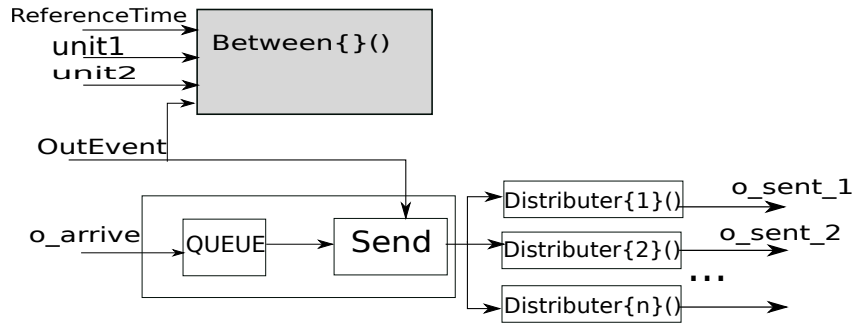 ReferenceTime
Between{}()
unit1
unit2
OutEvent
Distributer{1}()
o_sent_1
o_arrive
QUEUE
Send
Distributer{2}()
o_sent_2
...
Distributer{n}()